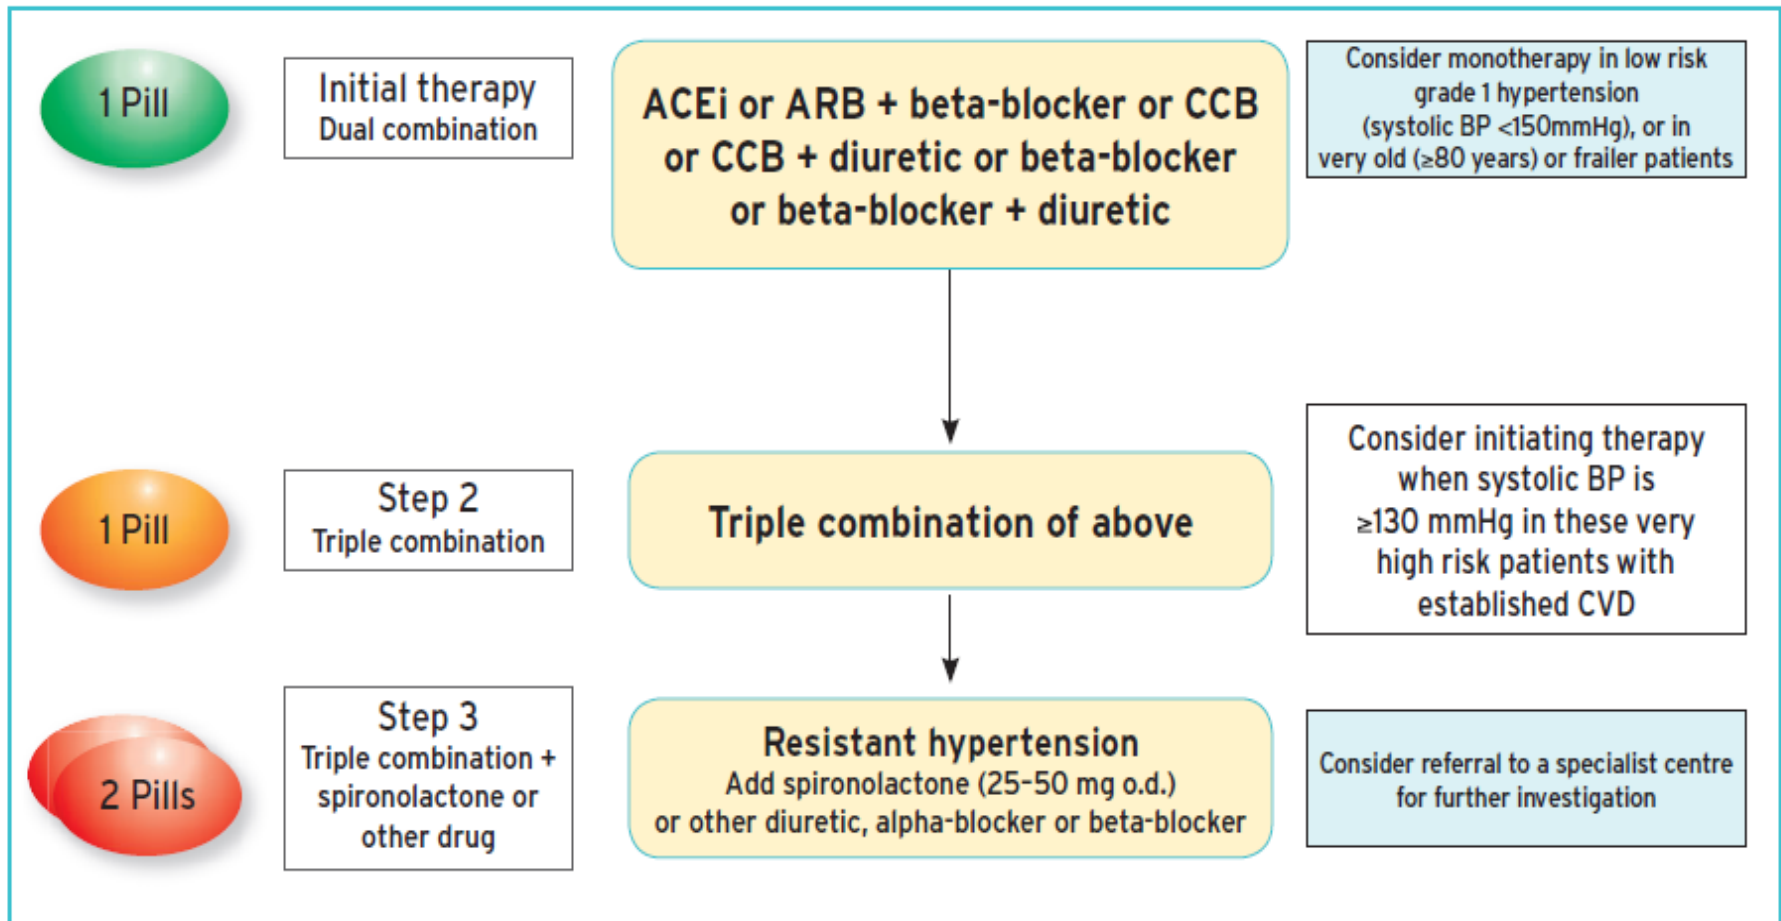 1 Pill
Initial therapy
Dual combination
ACEi or ARB + beta-blocker or CCB
or CCB + diuretic or beta-blocker
or beta-blocker + diuretic
Consider monotherapy in low risk
grade 1 hypertension
(systolic BP <150mmHg), or in
very old (≥80 years) or frailer patients
1 Pill
Step 2
Triple combination
Triple combination of above
Consider initiating therapy
when systolic BP is
≥130 mmHg in these very
high risk patients with
established CVD
2 Pills
Step 3
Triple combination +
spironolactone or
other drug
Resistant hypertension
Add spironolactone (25–50 mg o.d.)
or other diuretic, alpha-blocker or beta-blocker
Consider referral to a specialist centre
for further investigation